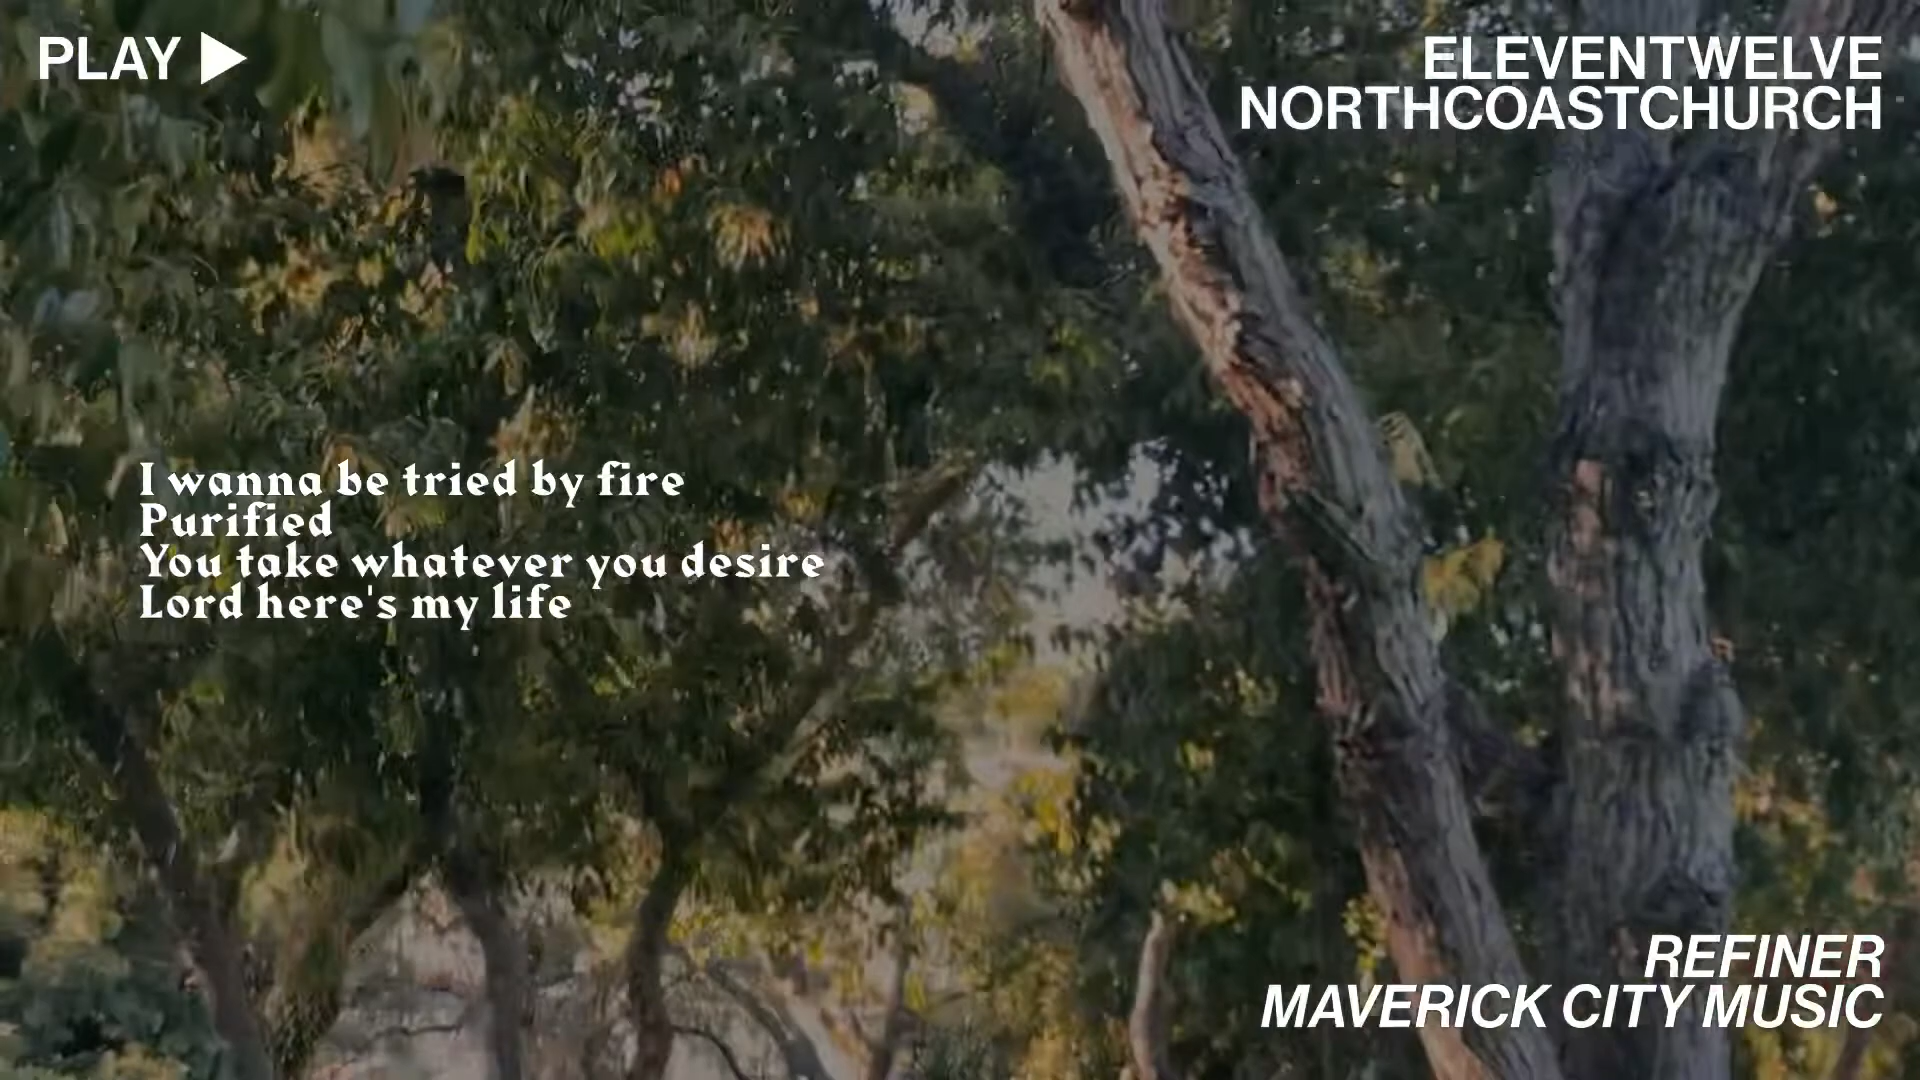 PLAY
ELEVENTWELVE
NORTHCOASTCHURCH
I wanna be tried by fire
Purified
You take whatever you desire
Lord here's my life
REFINER
MAVERICK CITY MUSIC